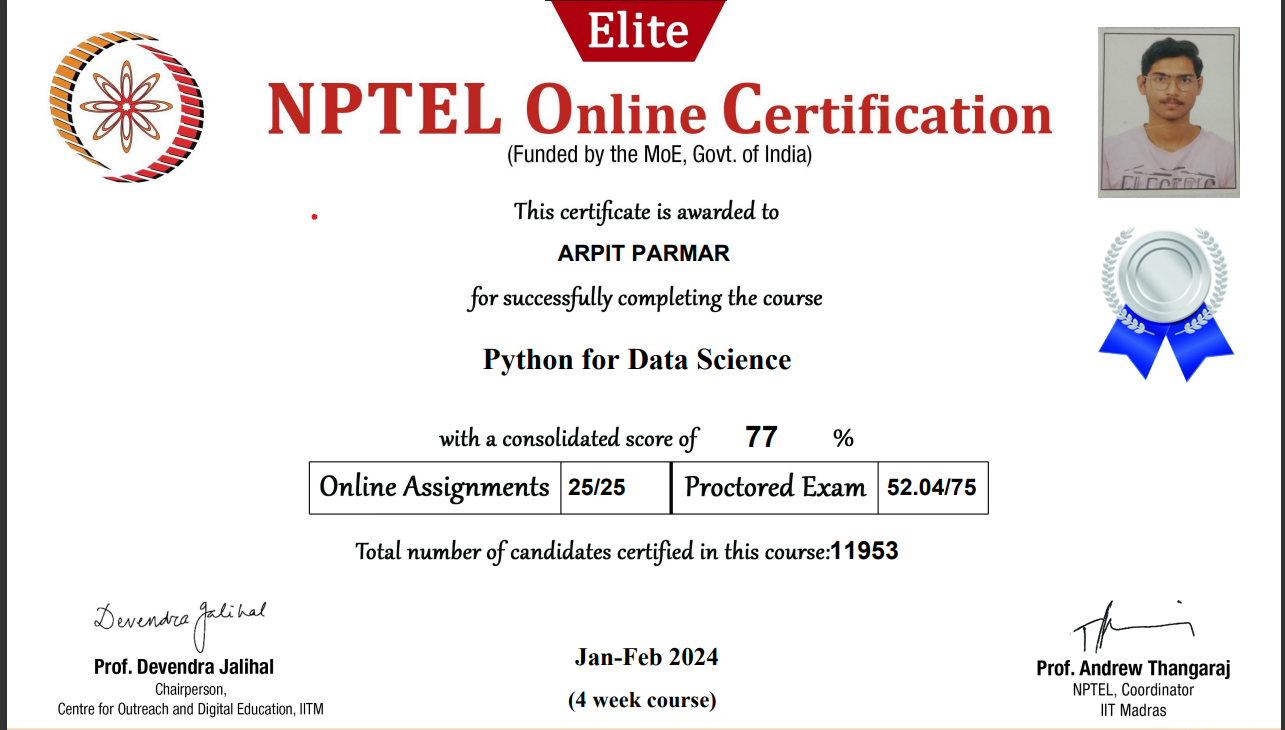 Elite
NPTEL Online Certification
(Funded by the MoE, Govt. of India)
This certificate is awarded to
ARPIT PARMAR
for successfully completing the course
Python for Data Science
with a consolidated score of 77 %
Online Assignments 25/25 Proctored Exam 52.04/75
Total number of candidates certified in this course:11953
Devendra Jalihal
Prof. Devendra Jalihal
Chairperson,
Centre for Outreach and Digital Education, IITM
Jan-Feb 2024
(4 week course)
Prof. Andrew Thangaraj
NPTEL, Coordinator
IIT Madras
ELECTRIC